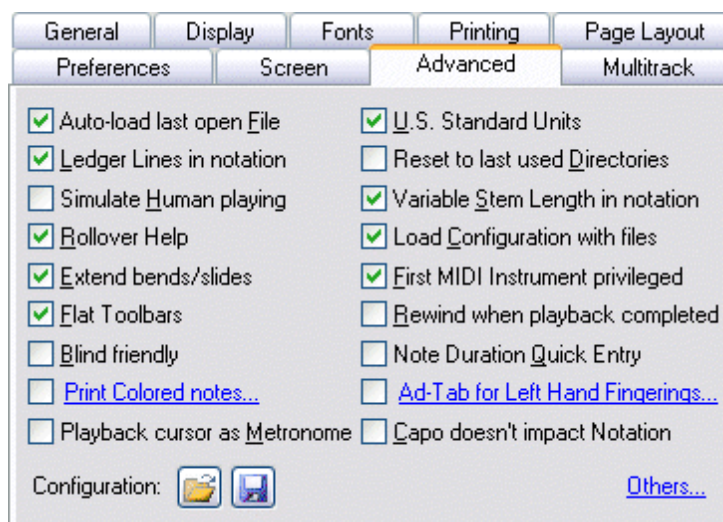 General Display Fonts Printing Page Layout
Preferences Screen Advanced Multitrack
Auto-load last open File
Ledger Lines in notation
Simulate Human playing
Rollover Help
Extend bends/slides
Flat Toolbars
Blind friendly
Print Colored notes...
Playback cursor as Metronome
U.S. Standard Units
Reset to last used Directories
Variable Stem Length in notation
Load Configuration with files
First MIDI Instrument privileged
Rewind when playback completed
Note Duration Quick Entry
Ad-Tab for Left Hand Fingerings...
Capo doesn't impact Notation
Configuration:
Others...